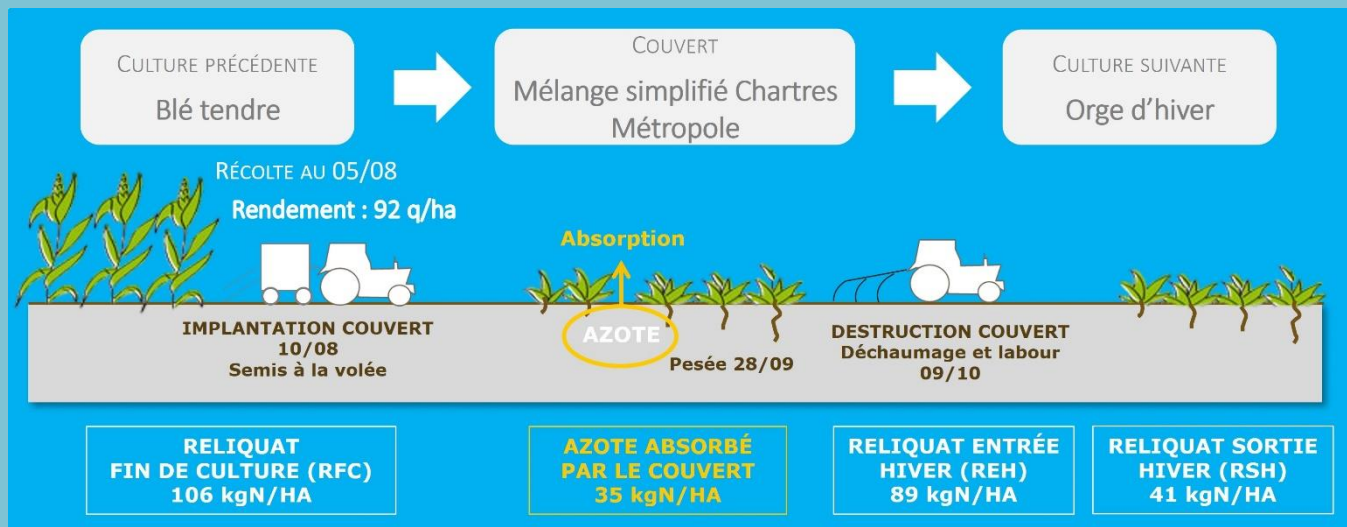 CULTURE PRÉCÉDENTE
Blé tendre
COUVERT
Mélange simplifié Chartres
Métropole
CULTURE SUIVANTE
Orge d’hiver
RÉCOLTE AU 05/08
Rendement : 92 q/ha
Absorption
IMPLANTATION COUVERT
10/08
Semis à la volée
AZOTE
Pesée 28/09
DESTRUCTION COUVERT
Déchaumage et labour
09/10
RELIQUAT
FIN DE CULTURE (RFC)
106 kgN/HA
AZOTE ABSORBÉ
PAR LE COUVERT
35 kgN/HA
RELIQUAT ENTRÉE
HIVER (REH)
89 kgN/HA
RELIQUAT SORTIE
HIVER (RSH)
41 kgN/HA